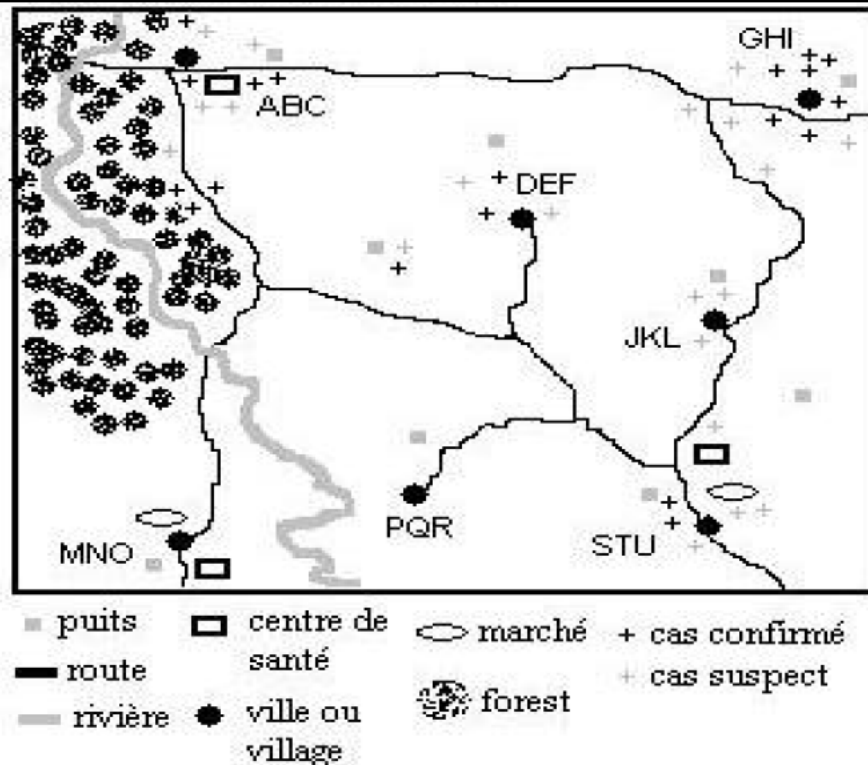 GHI
ABC
DEF
JKL
PQR
STU
MNO
puits
centre de
santé
marché
cas confirmé
route
cas suspect
forest
rivière
ville ou
village